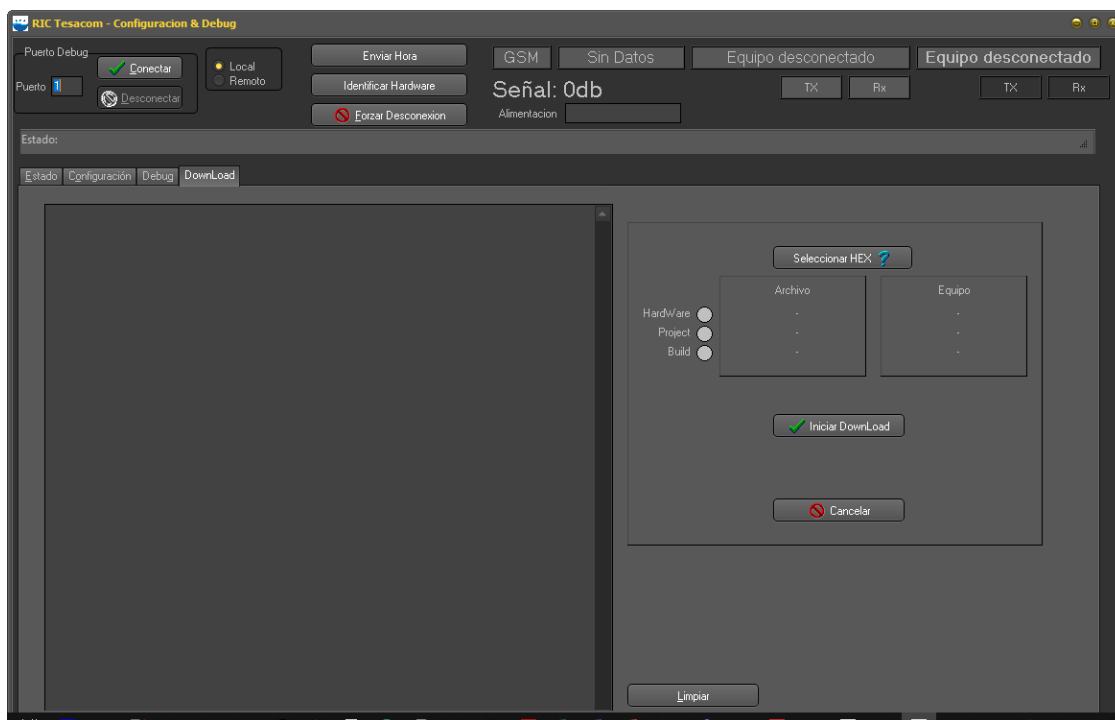 RIC Tesacom - Configuracion & Debug
Puerto Debug
Puerto 1
Conectar
Desconectar
Local
Remoto
Enviar Hora
Identificar Hardware
Forzar Desconexion
GSM
Sin Datos
Equipo desconectado
Equipo desconectado
Señal: 0db
TX
Rx
TX
Rx
Alimentacion
Estado:
Estado
Configuración
Debug
DownLoad
Seleccionar HEX ?
Archivo
Equipo
HardWare - -
Project - -
Build - -
Iniciar DownLoad
Cancelar
Limpiar